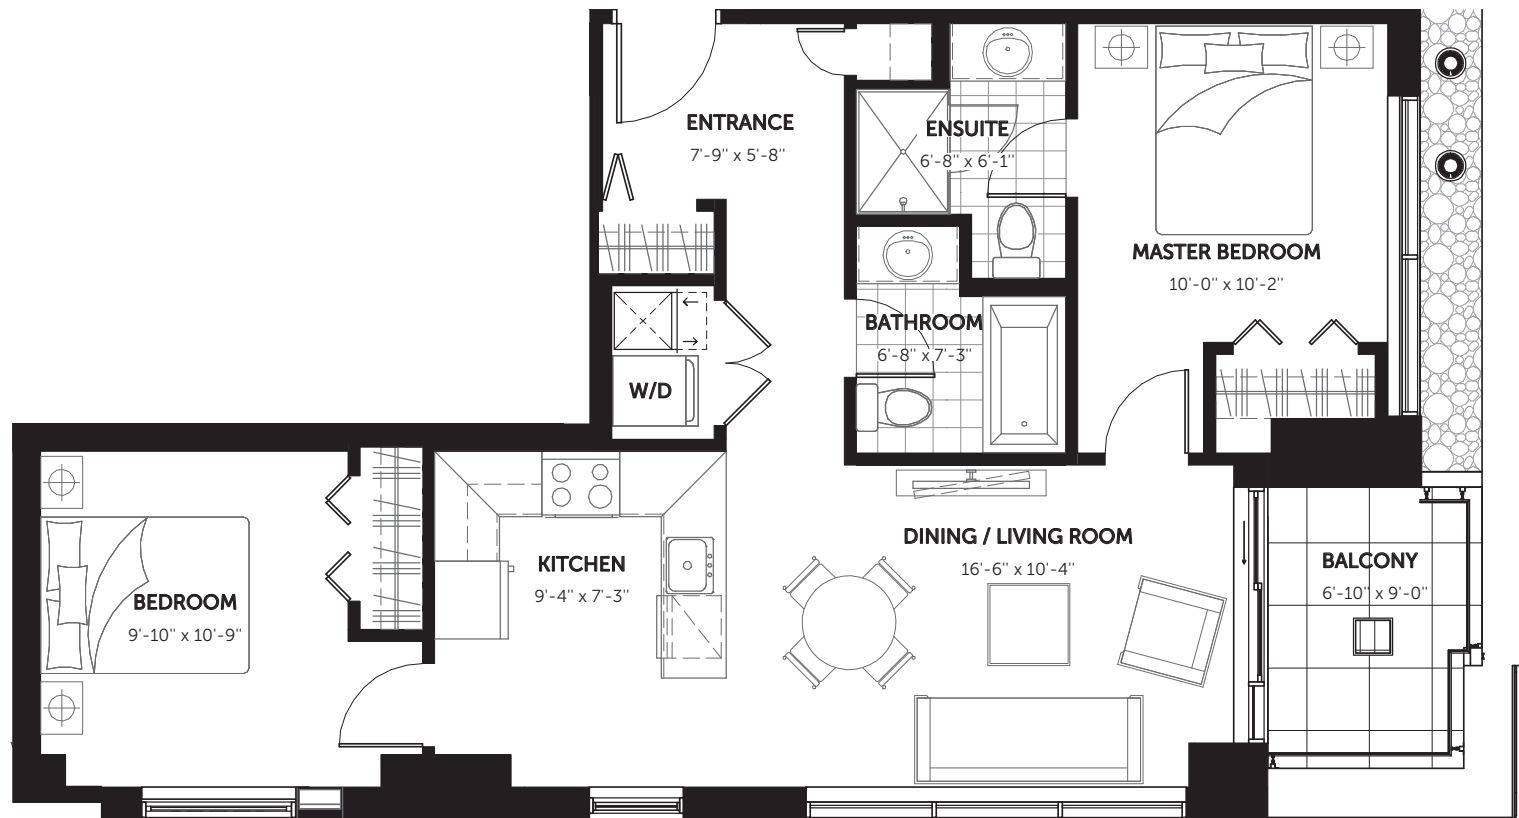 ENTRANCE
7'-9" x 5'-8"
ENSUITE
6'-8" x 6'-1"
MASTER BEDROOM
10'-0" x 10'-2"
BATHROOM
6'-8" x 7'-3"
W/D
DINING / LIVING ROOM
16'-6" x 10'-4"
KITCHEN
9'-4" x 7'-3"
BALCONY
6'-10" x 9'-0"
BEDROOM
9'-10" x 10'-9"